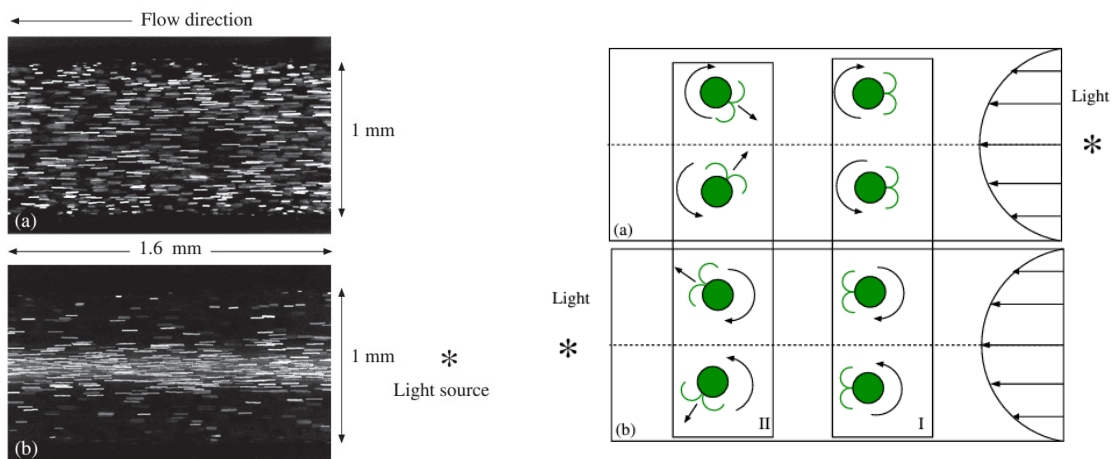 Flow direction
1 mm
(a)
1.6 mm
1 mm
*
Light source
(b)
Light
*
(a)
Light
*
II
I
(b)